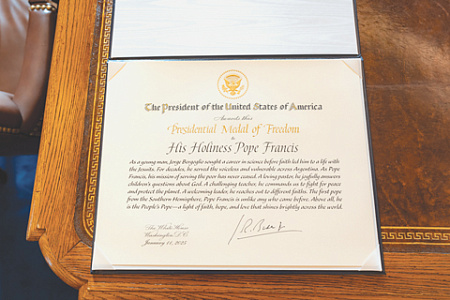 The President of the United States of America
Awards this
Presidential Medal of Freedom
to
His Holiness Pope Francis
As a young man, Jorge Bergoglio sought a career in science before faith led him to a life with
the Jesuits. For decades, he served the voiceless and vulnerable across Argentina. As Pope
Francis, his mission of serving the poor has never ceased. A loving pastor, he joyfully answers
children's questions about God. A challenging teacher, he commands us to fight for peace
and protect the planet. A welcoming leader, he reaches out to different faiths. The first pope
from the Southern Hemisphere, Pope Francis is unlike any who came before. Above all, he
is the People's Pope—a light of faith, hope, and love that shines brightly across the world.
The White House
Washington, D.C.
January 11, 2025